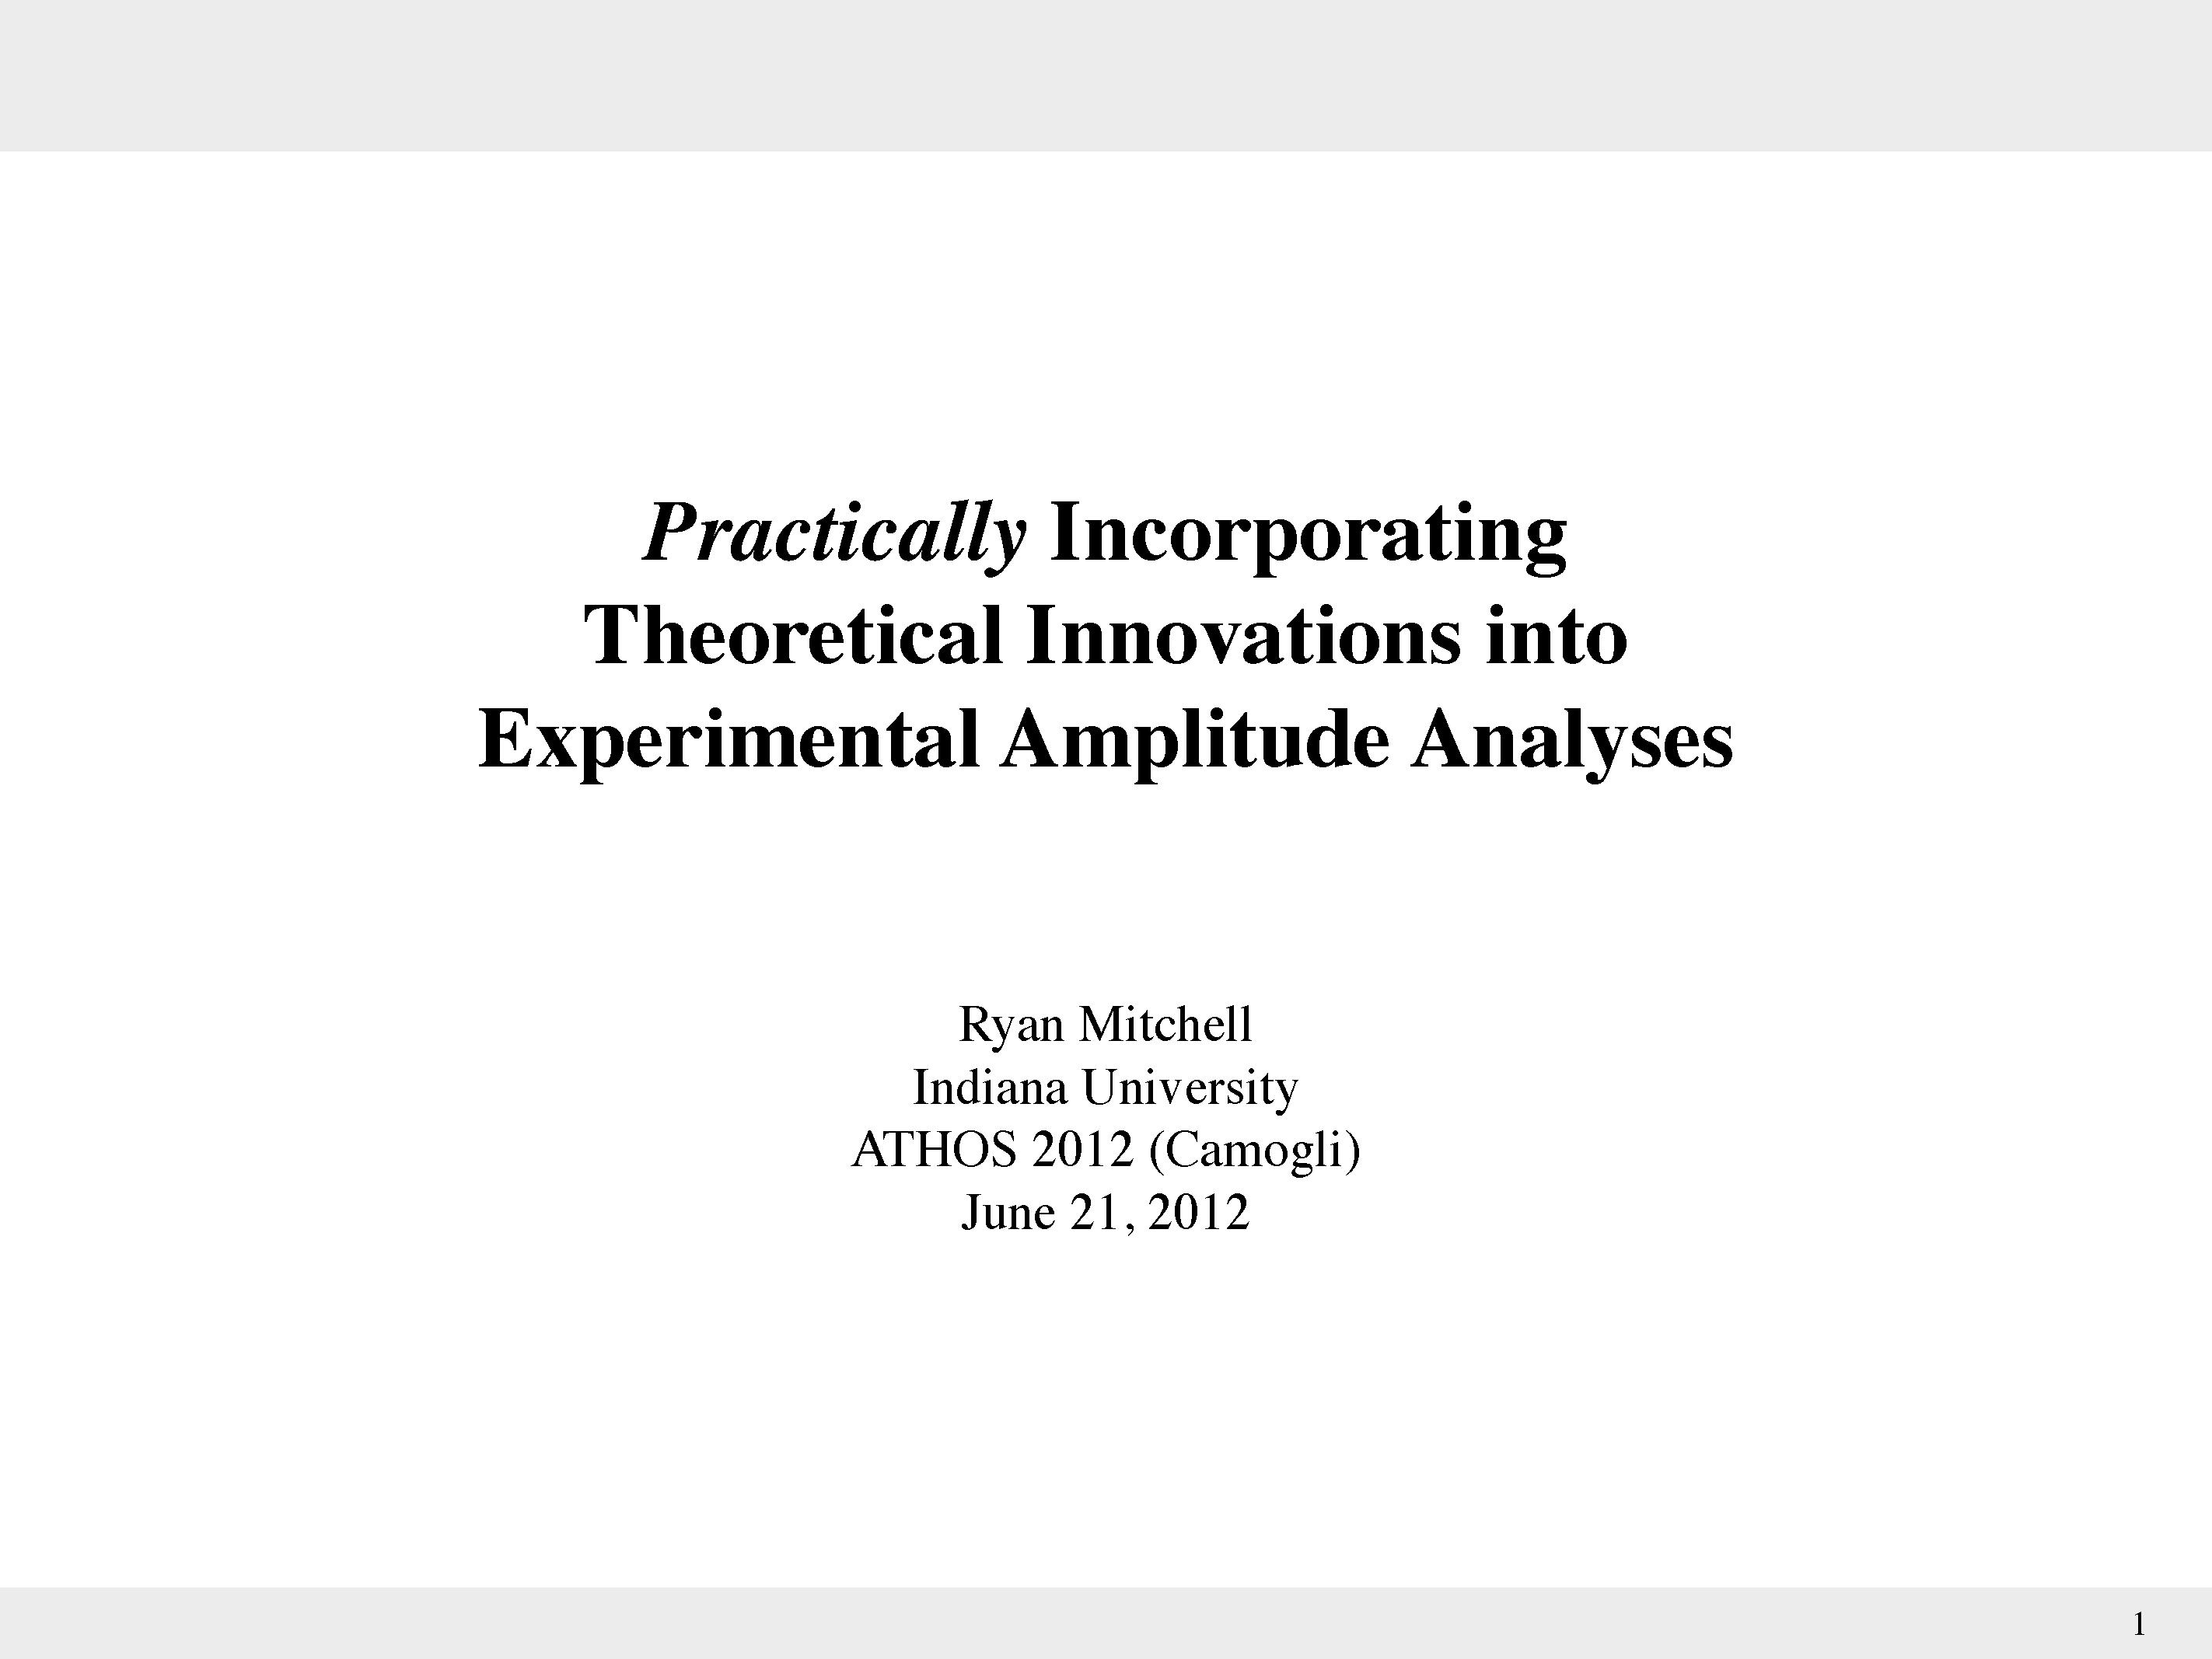 Practically Incorporating
Theoretical Innovations into
Experimental Amplitude Analyses
Ryan Mitchell
Indiana University
ATHOS 2012 (Camogli)
June 21, 2012
1